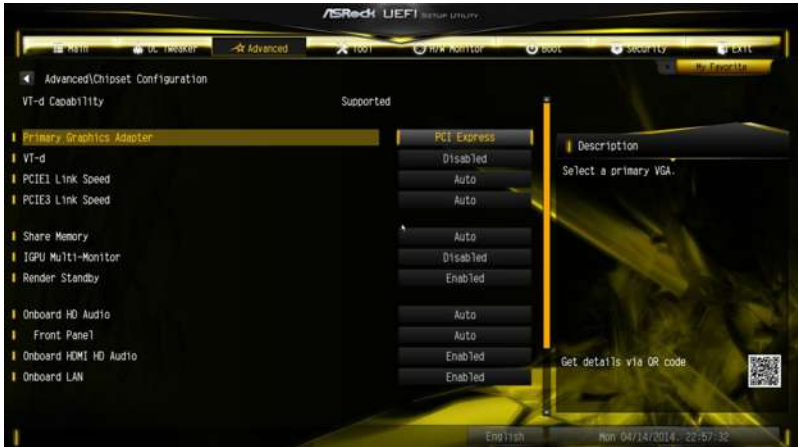 ASRock UEFI SETUP UTILITY
Main OC Tweaker Advanced Tool H/W Monitor Boot Security Exit
My Favorite
Advanced\Chipset Configuration
VT-d Capability Supported
Primary Graphics Adapter PCI Express
VT-d Disabled
PCIE1 Link Speed Auto
PCIE3 Link Speed Auto
Share Memory Auto
IGPU Multi-Monitor Disabled
Render Standby Enabled
Onboard HD Audio Auto
Front Panel Auto
Onboard HDMI HD Audio Enabled
Onboard LAN Enabled
Description
Select a primary VGA.
Get details via QR code
English Mon 04/14/2014. 22:57:32